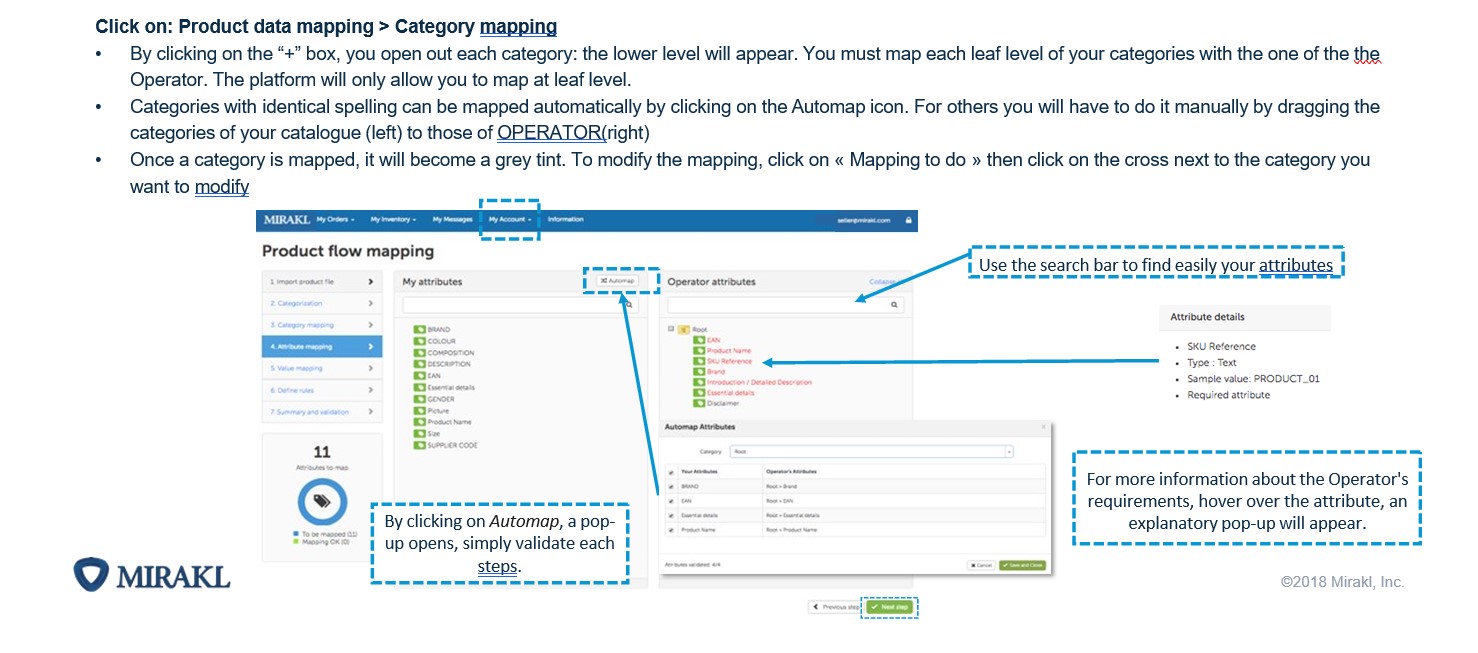 Click on: Product data mapping > Category mapping
• By clicking on the “+” box, you open out each category: the lower level will appear. You must map each leaf level of your categories with the one of the the
Operator. The platform will only allow you to map at leaf level.
• Categories with identical spelling can be mapped automatically by clicking on the Automap icon. For others you will have to do it manually by dragging the
categories of your catalogue (left) to those of OPERATOR(right)
• Once a category is mapped, it will become a grey tint. To modify the mapping, click on « Mapping to do » then click on the cross next to the category you
want to modify
MIRAKL My Orders My Inventory My Messages My Account Information seller@mirakl.com
Product flow mapping
1. Import product file
2. Categorization
3. Category mapping
4. Attribute mapping
5. Value mapping
6. Define rules
7. Summary and validation
11
Attributes to map
To be mapped (11)
Mapping OK (0)
My attributes
Automap
BRAND
COLOUR
COMPOSITION
DESCRIPTION
EAN
Essential details
GENDER
Picture
Product Name
Size
SUPPLIER CODE
Operator attributes
Collapse
Root
EAN
Product Name
SKU Reference
Brand
Introduction / Detailed Description
Essential details
Disclaimer
Use the search bar to find easily your attributes
Attribute details
• SKU Reference
• Type : Text
• Sample value: PRODUCT_01
• Required attribute
Automap Attributes ×
Category Root
Your Attributes Operator's Attributes
BRAND Root > Brand
EAN Root > EAN
Essential details Root > Essential details
Product Name Root > Product Name
Attributes validated: 4/4
Cancel Save and Close
By clicking on Automap, a pop-
up opens, simply validate each
steps.
For more information about the Operator's
requirements, hover over the attribute, an
explanatory pop-up will appear.
Previous step Next step
MIRAKL
©2018 Mirakl, Inc.